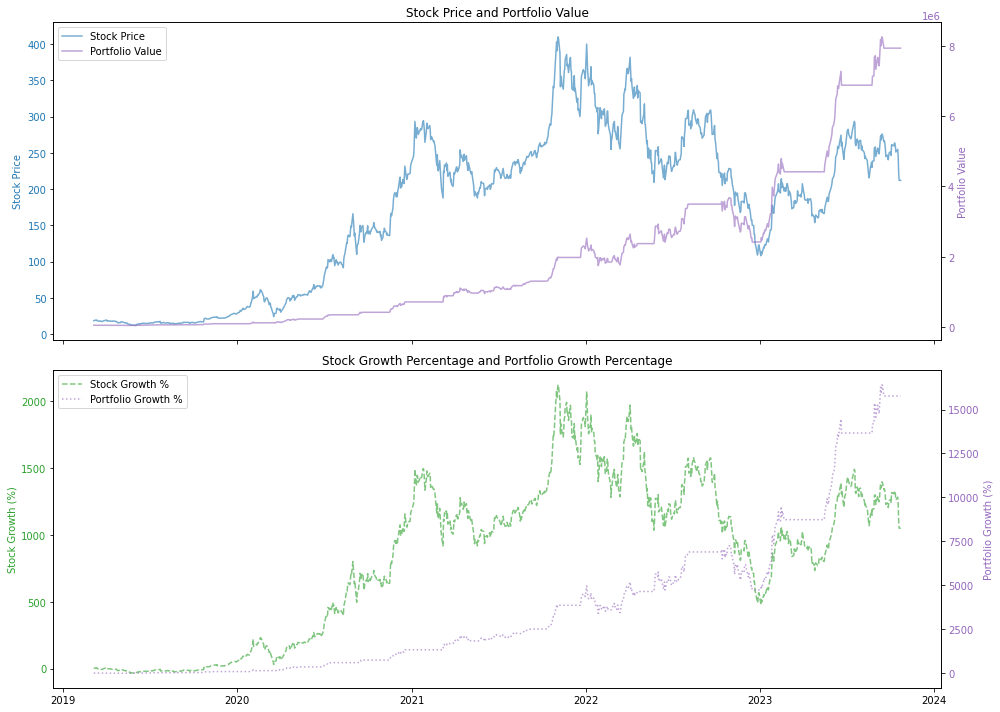 Stock Price and Portfolio Value
1e6
Stock Price
Portfolio Value
400
350
300
250
200
150
100
50
0
Stock Price
8
6
4
2
0
Portfolio Value
Stock Growth Percentage and Portfolio Growth Percentage
Stock Growth %
Portfolio Growth %
2000
1500
1000
500
0
Stock Growth (%)
15000
12500
10000
7500
5000
2500
0
Portfolio Growth (%)
2019
2020
2021
2022
2023
2024